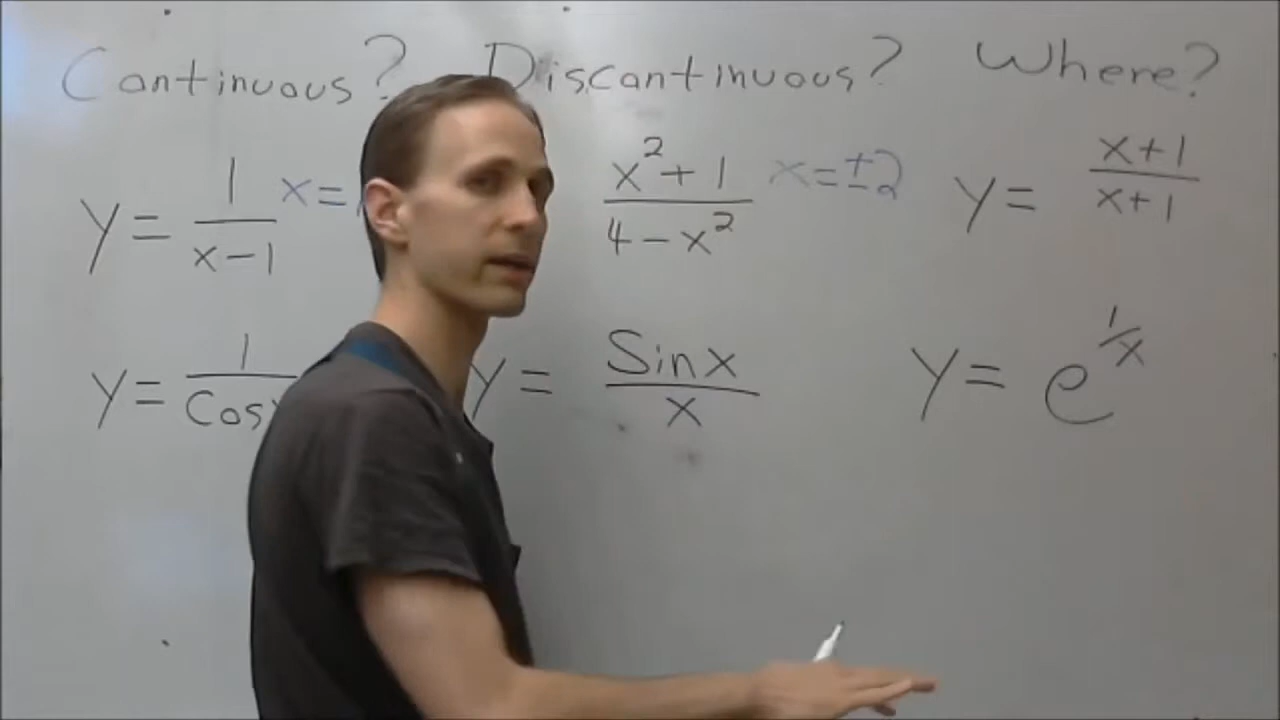 Continuous? Discontinuous? Where?
y = 1/(x-1) x= (x²+1)/(4-x²) x=±2 y = (x+1)/(x+1)
y = 1/Cos y = Sinx/x y = e^(1/x)